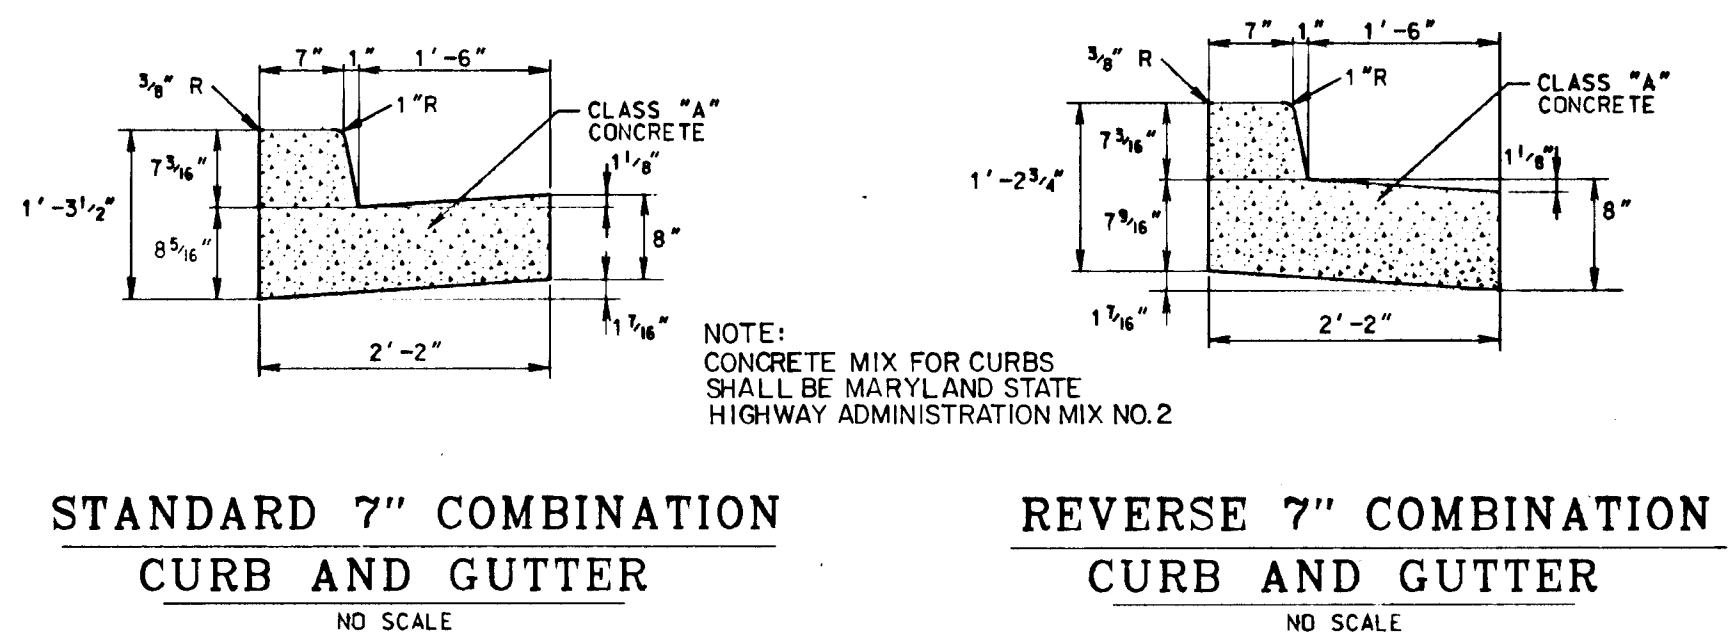 7" 1" 1'-6"
3/8" R
1"R
CLASS "A"
CONCRETE
7 3/16"
1 1/8"
1'-3 1/2"
8 5/16"
8"
1 7/16"
2'-2"
7" 1" 1'-6"
3/8" R
1"R
CLASS "A"
CONCRETE
7 3/16"
1 1/8"
1'-2 3/4"
7 9/16"
8"
1 7/16"
2'-2"
NOTE:
CONCRETE MIX FOR CURBS
SHALL BE MARYLAND STATE
HIGHWAY ADMINISTRATION MIX NO. 2
STANDARD 7" COMBINATION
CURB AND GUTTER
NO SCALE
REVERSE 7" COMBINATION
CURB AND GUTTER
NO SCALE